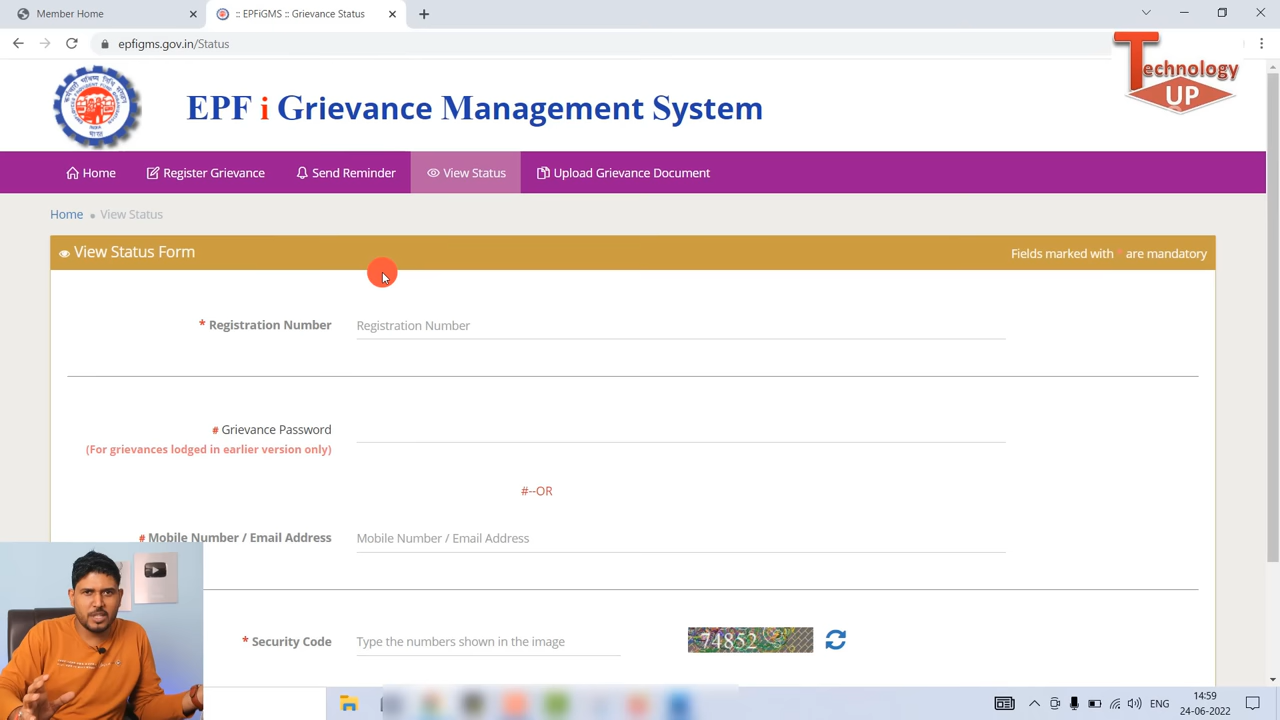 Member Home
:: EPFiGMS :: Grievance Status
epfigms.gov.in/Status
Technology
UP
EPF i Grievance Management System
Home
Register Grievance
Send Reminder
View Status
Upload Grievance Document
Home
View Status
View Status Form
Fields marked with * are mandatory
* Registration Number
Registration Number
# Grievance Password
(For grievances lodged in earlier version only)
#--OR
# Mobile Number / Email Address
Mobile Number / Email Address
* Security Code
Type the numbers shown in the image
74852
ENG
14:59
24-06-2022